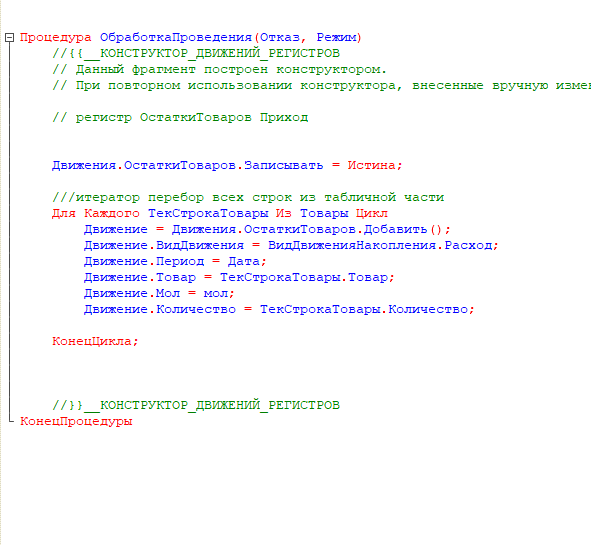 Процедура ОбработкаПроведения(Отказ, Режим)
//{{__КОНСТРУКТОР_ДВИЖЕНИЙ_РЕГИСТРОВ
// Данный фрагмент построен конструктором.
// При повторном использовании конструктора, внесенные вручную
// регистр ОстаткиТоваров Приход
Движения.ОстаткиТоваров.Записывать = Истина;
///итератор перебор всех строк из табличной части
Для Каждого ТекСтрокаТовары Из Товары Цикл
Движение = Движения.ОстаткиТоваров.Добавить();
Движение.ВидДвижения = ВидДвиженияНакопления.Расход;
Движение.Период = Дата;
Движение.Товар = ТекСтрокаТовары.Товар;
Движение.Мол = мол;
Движение.Количество = ТекСтрокаТовары.Количество;
КонецЦикла;
//}}__КОНСТРУКТОР_ДВИЖЕНИЙ_РЕГИСТРОВ
КонецПроцедуры